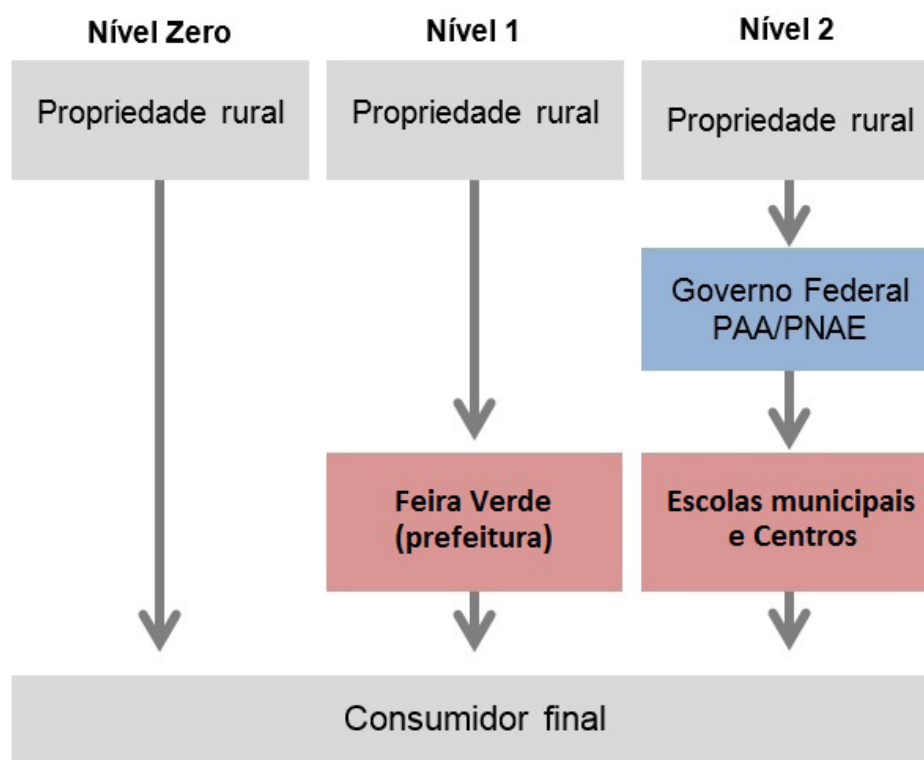 Nível Zero
Nível 1
Nível 2
Propriedade rural
Propriedade rural
Propriedade rural
Governo Federal
PAA/PNAE
Feira Verde
(prefeitura)
Escolas municipais
e Centros
Consumidor final